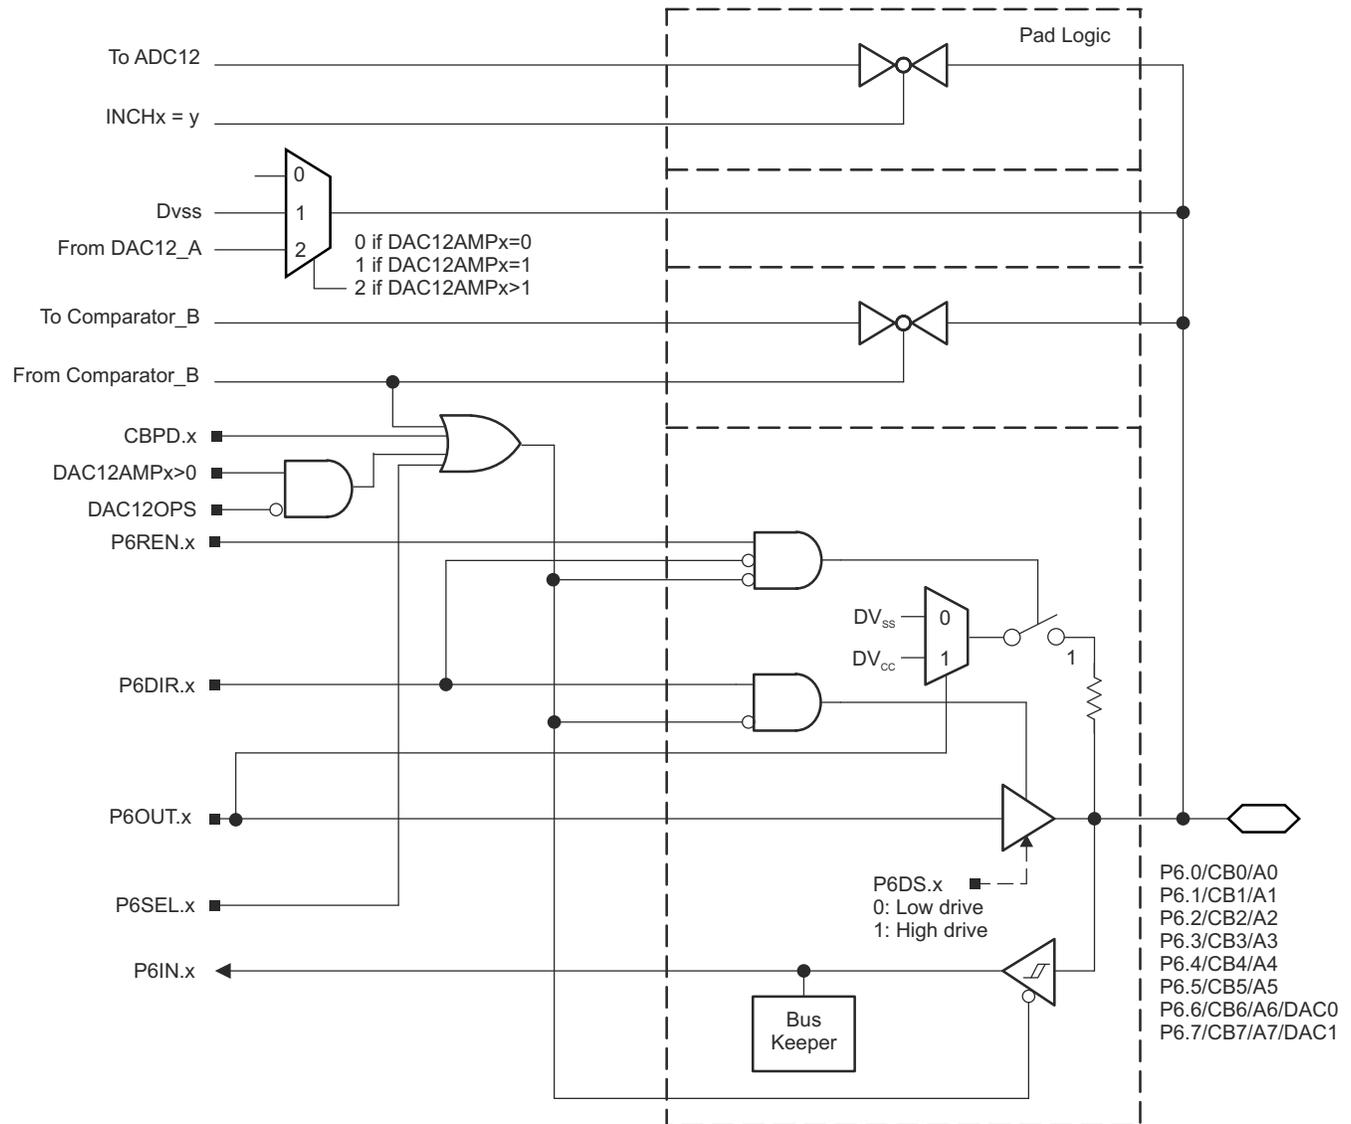 Pad Logic
To ADC12
INCHx = y
0
Dvss
1
From DAC12_A
2
0 if DAC12AMPx=0
1 if DAC12AMPx=1
2 if DAC12AMPx>1
To Comparator_B
From Comparator_B
CBPD.x
DAC12AMPx>0
DAC12OPS
P6REN.x
DVSS
0
DVCC
1
1
P6DIR.x
P6OUT.x
P6DS.x
0: Low drive
1: High drive
P6SEL.x
P6IN.x
Bus
Keeper
P6.0/CB0/A0
P6.1/CB1/A1
P6.2/CB2/A2
P6.3/CB3/A3
P6.4/CB4/A4
P6.5/CB5/A5
P6.6/CB6/A6/DAC0
P6.7/CB7/A7/DAC1